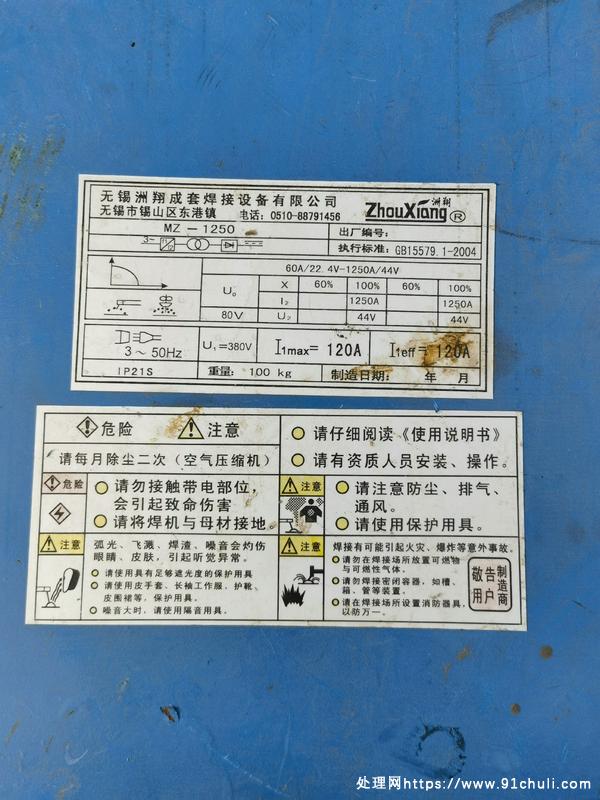 无锡洲翔成套焊接设备有限公司
无锡市锡山区东港镇 电话: 0510-88791456
ZhouXiang 洲翔 ®
MZ-1250
出厂编号:
3~
执行标准: GB15579.1-2004
60A/22.4V-1250A/44V
U₀ X 60% 100% 60% 100%
I₂ 1250A 1250A
80V U₂ 44V 44V
3～50Hz U₁=380V I₁max=120A I₁eff=120A
IP21S 重量: 100 kg 制造日期: 年 月
危险 注意
请每月除尘二次（空气压缩机）
请仔细阅读《使用说明书》
请有资质人员安装、操作。
危险
请勿接触带电部位，
会引起致命伤害
请将焊机与母材接地
注意
请注意防尘、排气、
通风。
请使用保护用具。
注意
弧光、飞溅、焊渣、噪音会灼伤
眼睛、皮肤，引起听觉异常。
请使用具有足够遮光度的保护用具
请使用皮手套、长袖工作服、护靴、
皮围裙等，保护用具。
噪音大时，请使用隔音用具。
注意
焊接有可能引起火灾、爆炸等意外事故。
请勿在焊接场所放置可燃物
与可燃性气体。
请勿焊接密闭容器，如槽、
箱、管等装置。
请在焊接场所设置消防器具，
以防万一。
敬告用户
制造商
处理网https://www.91chuli.com/